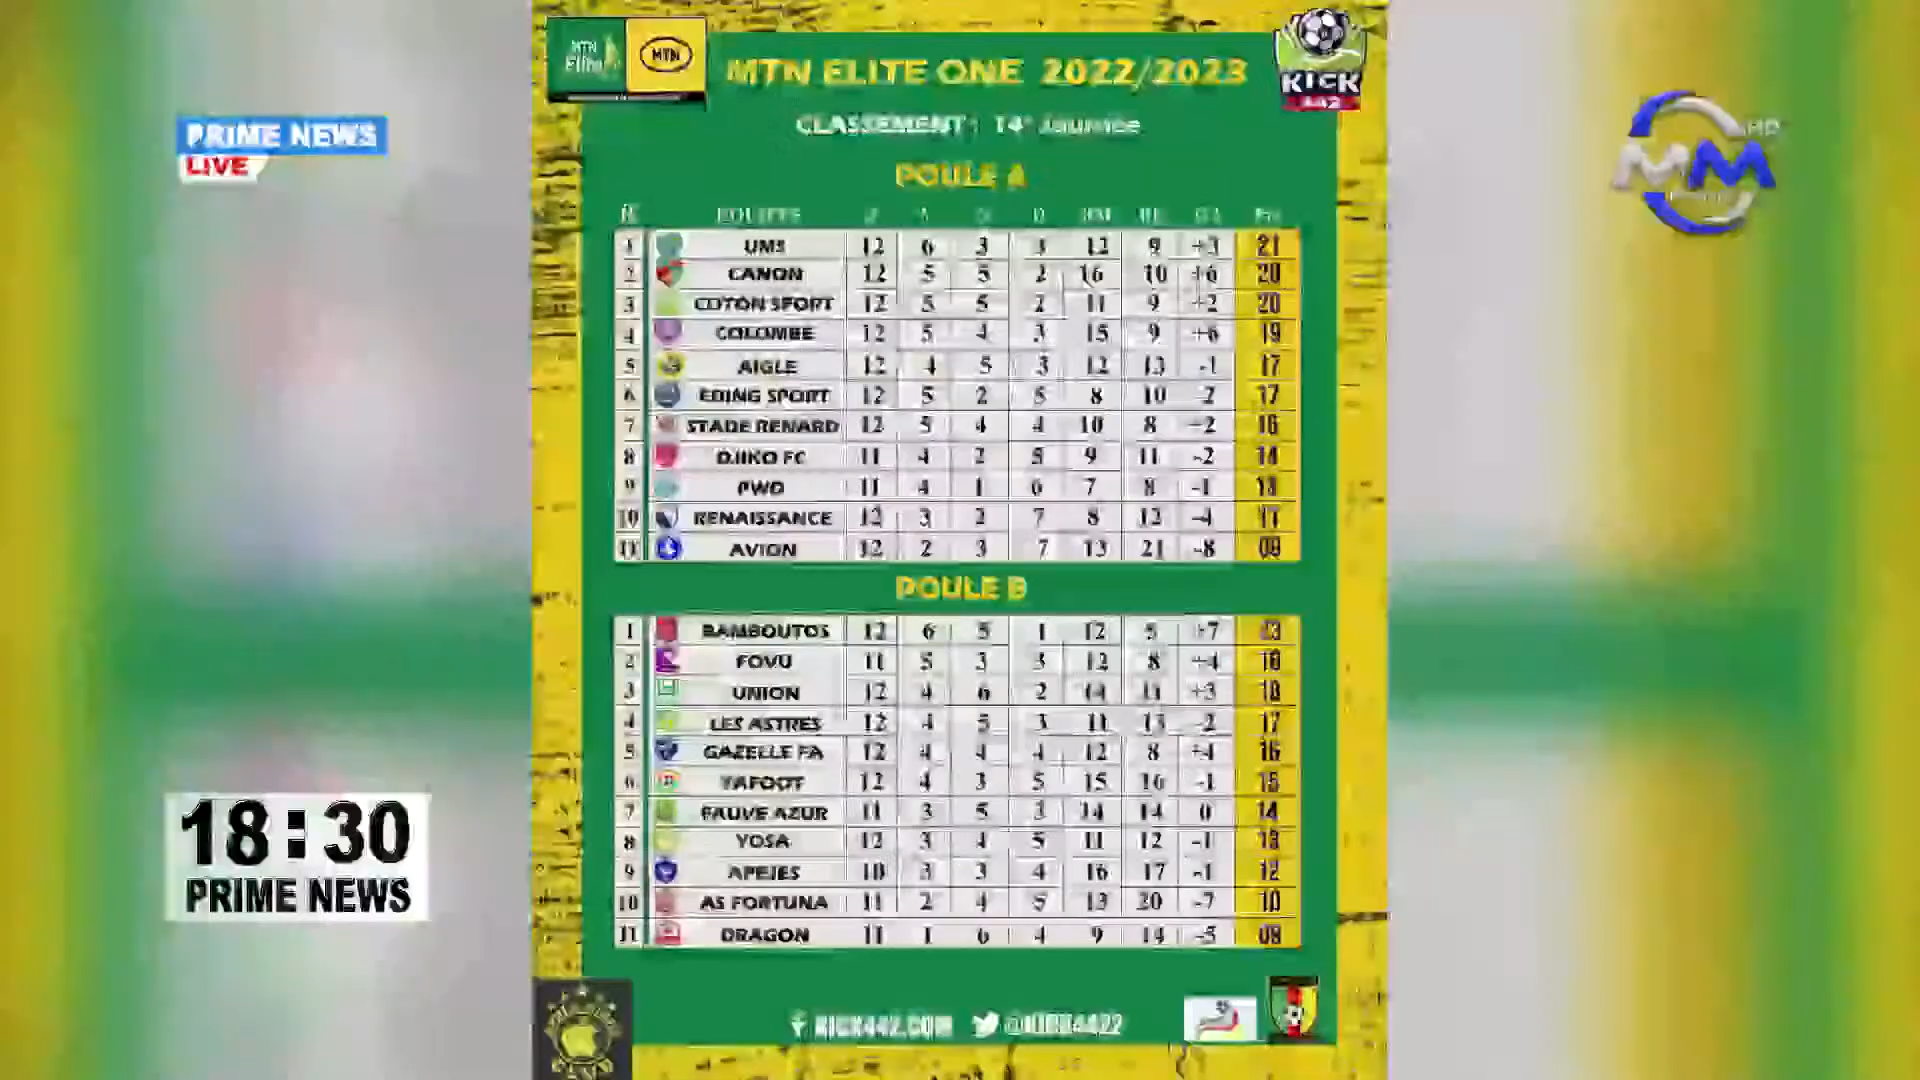 MTN Elite
MTN
MTN ELITE ONE 2022/2023
KICK
442
PRIME NEWS
LIVE
HD
MM
CLASSEMENT : 14e Journée
POULE A
1 UMS 12 6 3 3 12 9 +3 21
2 CANON 12 5 5 2 16 10 +6 20
3 COTON SPORT 12 5 5 2 11 9 +2 20
4 COLOMBE 12 5 4 3 15 9 +6 19
5 AIGLE 12 4 5 3 12 13 -1 17
6 EDING SPORT 12 5 2 5 8 10 -2 17
7 STADE RENARD 12 5 4 4 10 8 +2 16
8 DJIKO FC 11 4 2 5 9 11 -2 14
9 PWD 11 4 1 6 7 8 -1 13
10 RENAISSANCE 12 3 2 7 8 12 -4 11
11 AVION 12 2 3 7 13 21 -8 09
POULE B
1 BAMBOUTOS 12 6 5 1 12 5 +7 23
2 FOVU 11 5 3 3 12 8 +4 18
3 UNION 12 4 6 2 14 11 +3 18
4 LES ASTRES 12 4 5 3 11 13 -2 17
5 GAZELLE FA 12 4 4 4 12 8 +4 16
6 YAFOOT 12 4 3 5 15 16 -1 15
7 FAUVE AZUR 11 3 5 3 14 14 0 14
8 YOSA 12 3 4 5 11 12 -1 13
9 APEJES 10 3 3 4 16 17 -1 12
10 AS FORTUNA 11 2 4 5 13 20 -7 10
11 DRAGON 11 1 6 4 9 14 -5 09
18:30
PRIME NEWS
KICK442.COM @KICK4422